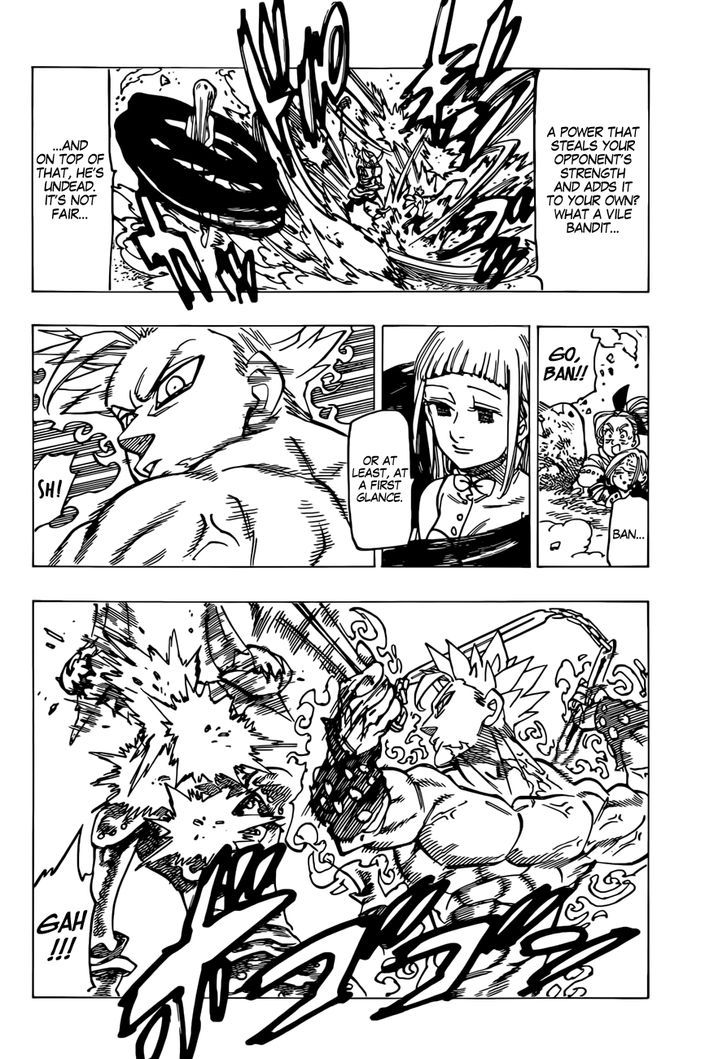 A POWER THAT
STEALS YOUR
OPPONENT'S
STRENGTH
AND ADDS IT
TO YOUR OWN?
WHAT A VILE
BANDIT...
...AND
ON TOP OF
THAT, HE'S
UNDEAD.
IT'S NOT
FAIR...
GO,
BAN!!
BAN...
OR AT
LEAST, AT
A FIRST
GLANCE.
SH!
GAH
!!!